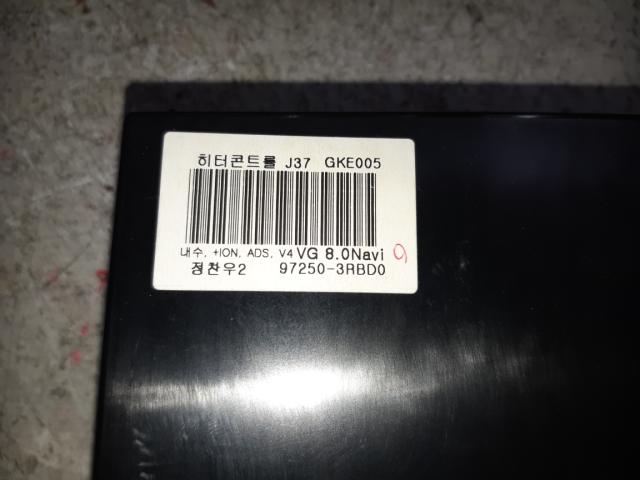 히터콘트롤 J37 GKE005
내수, +ION, ADS, V4 VG 8.0Navi 9
정찬우2 97250-3RBD0